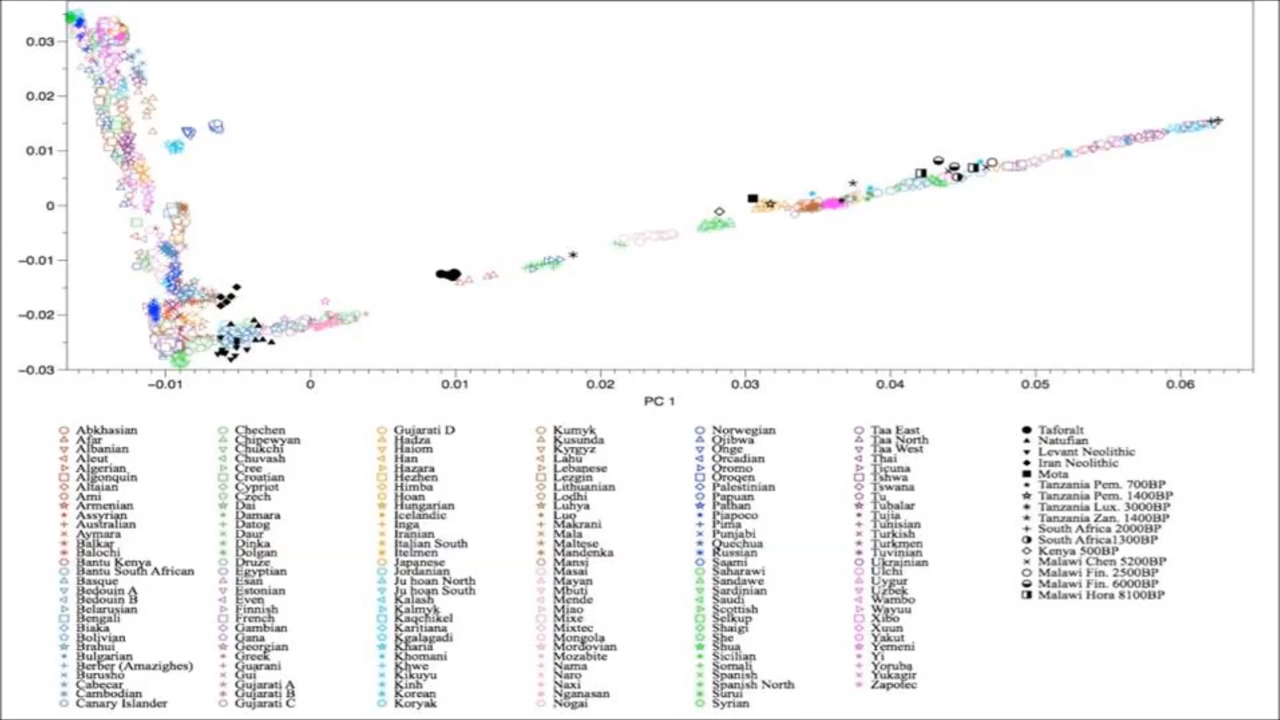 0.03
0.02
0.01
0
−0.01
−0.02
−0.03
−0.01
0
0.01
0.02
0.03
0.04
0.05
0.06
PC 1
Abkhasian
Afar
Albanian
Aleut
Algerian
Algonquin
Altaian
Ami
Armenian
Assyrian
Australian
Aymara
Balkar
Balochi
Bantu Kenya
Bantu South African
Basque
Bedouin A
Bedouin B
Belarusian
Bengali
Biaka
Bolivian
Brahui
Bulgarian
Berber (Amazighes)
Burusho
Cabecar
Cambodian
Canary Islander
Chechen
Chipewyan
Chukchi
Chuvash
Cree
Croatian
Cypriot
Czech
Dai
Damara
Datog
Daur
Dinka
Dolgan
Druze
Egyptian
Esan
Estonian
Even
Finnish
French
Gambian
Gana
Georgian
Greek
Guarani
Gui
Gujarati A
Gujarati B
Gujarati C
Gujarati D
Hadza
Haiom
Han
Hazara
Hezhen
Himba
Hoan
Hungarian
Icelandic
Inga
Iranian
Italian South
Itelmen
Japanese
Jordanian
Ju hoan North
Ju hoan South
Kalash
Kalmyk
Kaqchikel
Karitiana
Kgalagadi
Kharia
Khomani
Khwe
Kikuyu
Kinh
Korean
Koryak
Kumyk
Kusunda
Kyrgyz
Lahu
Lebanese
Lezgin
Lithuanian
Lodhi
Luhya
Luo
Makrani
Mala
Maltese
Mandenka
Mansj
Masai
Mayan
Mbuti
Mende
Miao
Mixe
Mixtec
Mongola
Mordovian
Mozabite
Nama
Naro
Naxi
Nganasan
Nogai
Norwegian
Ojibwa
Onge
Orcadian
Oromo
Oroqen
Palestinian
Papuan
Pathan
Piapoco
Pima
Punjabi
Quechua
Russian
Saami
Saharawi
Sandawe
Sardinian
Saudi
Scottish
Selkup
Shaigi
She
Shua
Sicilian
Somali
Spanish
Spanish North
Surui
Syrian
Taa East
Taa North
Taa West
Thai
Ticuna
Tshwa
Tswana
Tu
Tubalar
Tujia
Tunisian
Turkish
Turkmen
Tuvinian
Ukrainian
Ulchi
Uygur
Uzbek
Wambo
Wayuu
Xibo
Xuun
Yakut
Yemeni
Yi
Yoruba
Yukagir
Zapotec
Taforalt
Natufian
Levant Neolithic
Iran Neolithic
Mota
Tanzania Pem. 700BP
Tanzania Pem. 1400BP
Tanzania Lux. 3000BP
Tanzania Zan. 1400BP
South Africa 2000BP
South Africa1300BP
Kenya 500BP
Malawi Chen 5200BP
Malawi Fin. 2500BP
Malawi Fin. 6000BP
Malawi Hora 8100BP